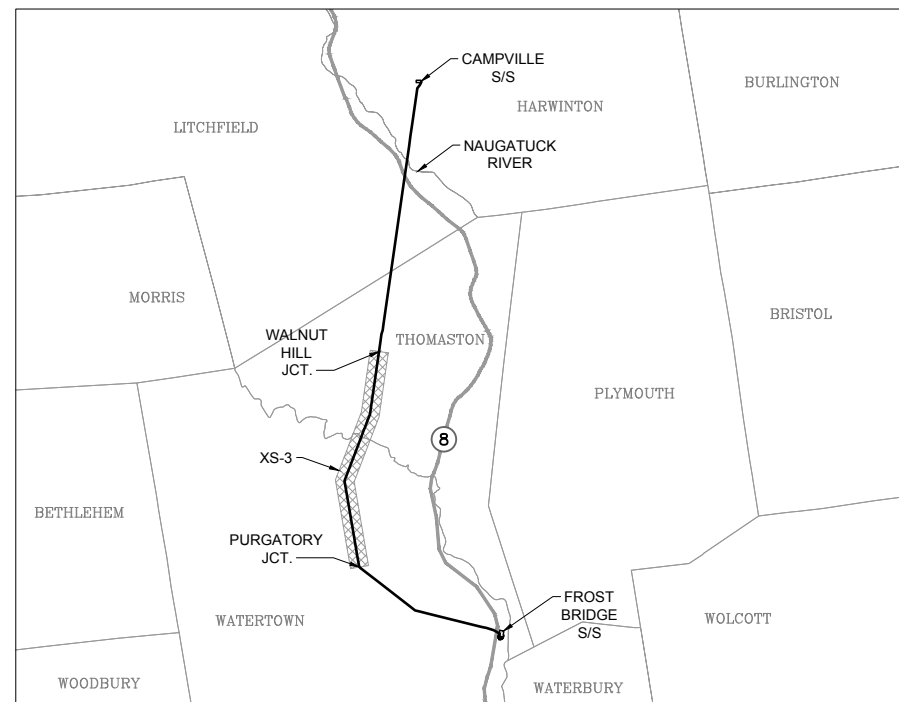 CAMPVILLE
S/S
BURLINGTON
HARWINTON
LITCHFIELD
NAUGATUCK
RIVER
MORRIS
BRISTOL
WALNUT
HILL
JCT.
THOMASTON
PLYMOUTH
8
XS-3
BETHLEHEM
PURGATORY
JCT.
FROST
BRIDGE
S/S
WATERTOWN
WOLCOTT
WOODBURY
WATERBURY